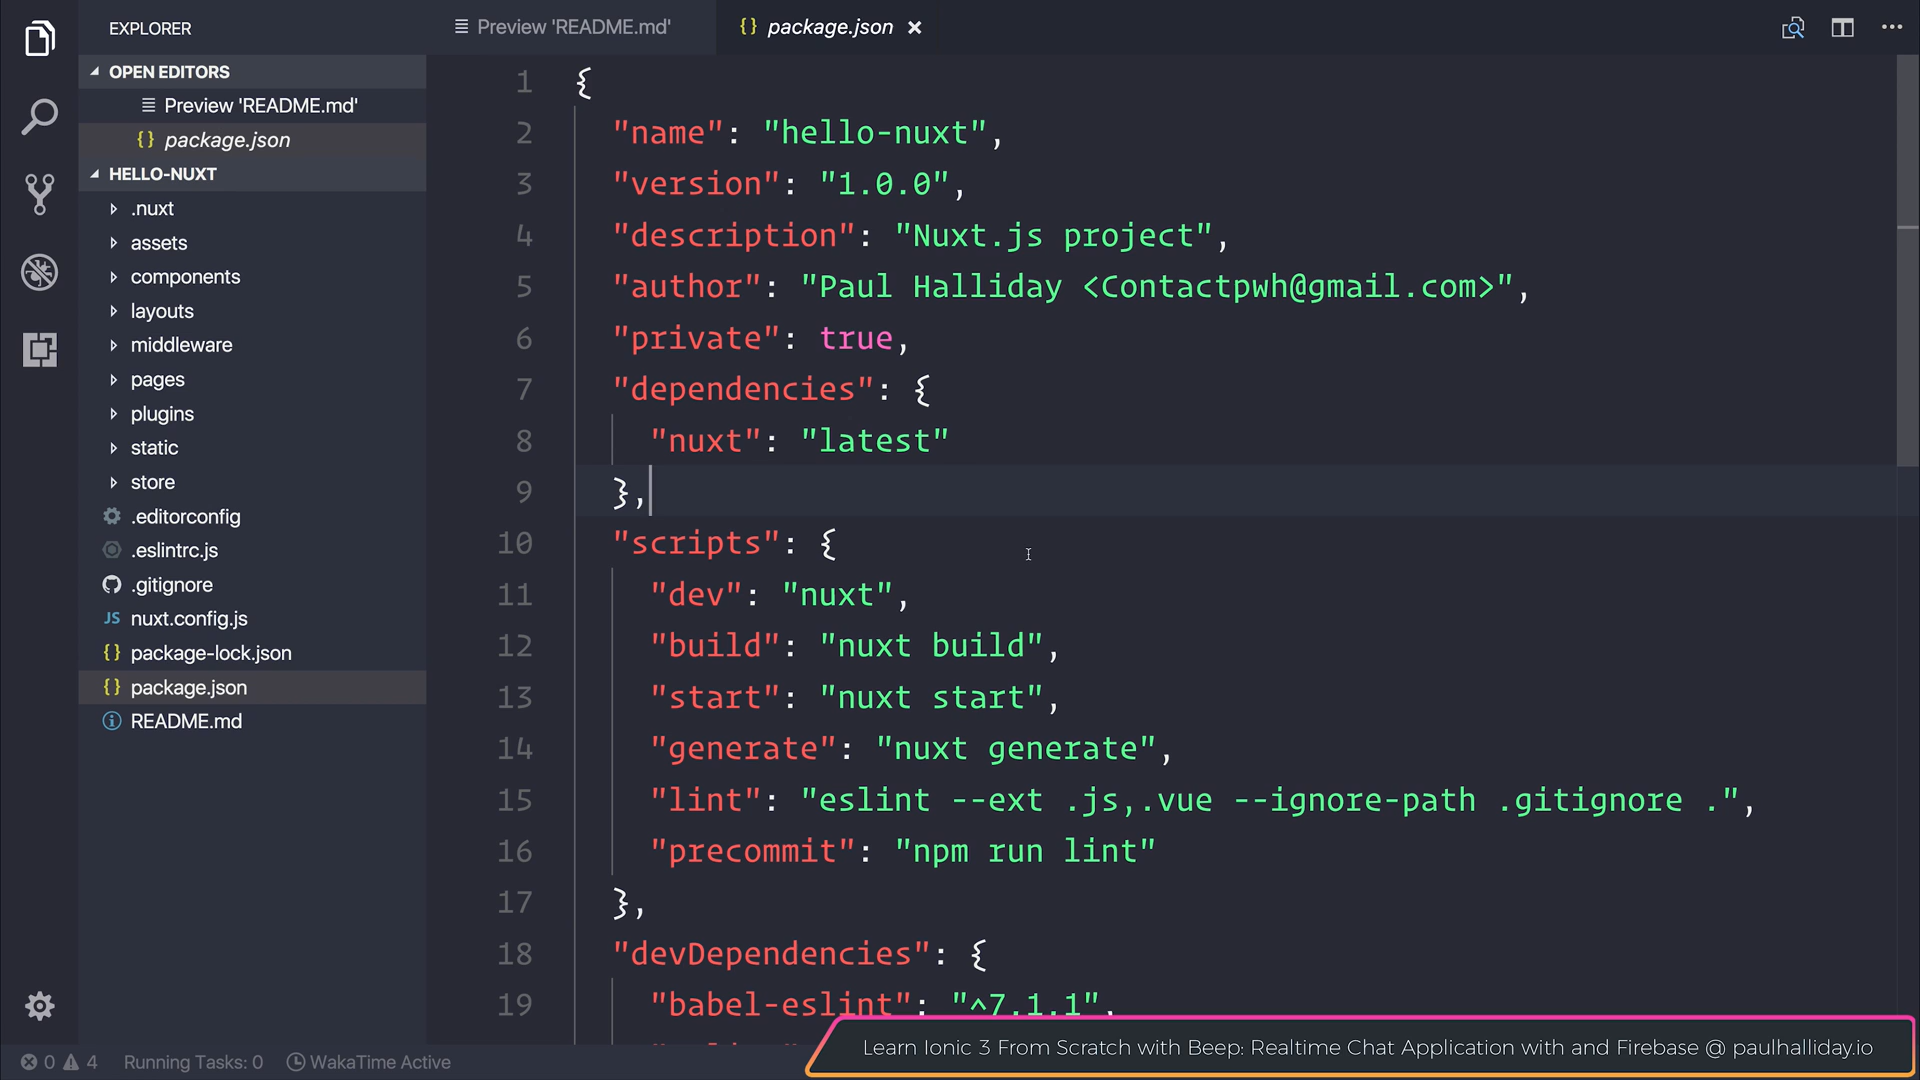 EXPLORER
OPEN EDITORS
Preview 'README.md'
package.json
HELLO-NUXT
.nuxt
assets
components
layouts
middleware
pages
plugins
static
store
.editorconfig
.eslintrc.js
.gitignore
JS nuxt.config.js
{} package-lock.json
{} package.json
README.md
Preview 'README.md'
{} package.json
1 {
2 "name": "hello-nuxt",
3 "version": "1.0.0",
4 "description": "Nuxt.js project",
5 "author": "Paul Halliday <Contactpwh@gmail.com>",
6 "private": true,
7 "dependencies": {
8 "nuxt": "latest"
9 },
10 "scripts": {
11 "dev": "nuxt",
12 "build": "nuxt build",
13 "start": "nuxt start",
14 "generate": "nuxt generate",
15 "lint": "eslint --ext .js,.vue --ignore-path .gitignore .",
16 "precommit": "npm run lint"
17 },
18 "devDependencies": {
19 "babel-eslint": "^7.1.1",
0 4 Running Tasks: 0 WakaTime Active
Learn Ionic 3 From Scratch with Beep: Realtime Chat Application with and Firebase @ paulhalliday.io